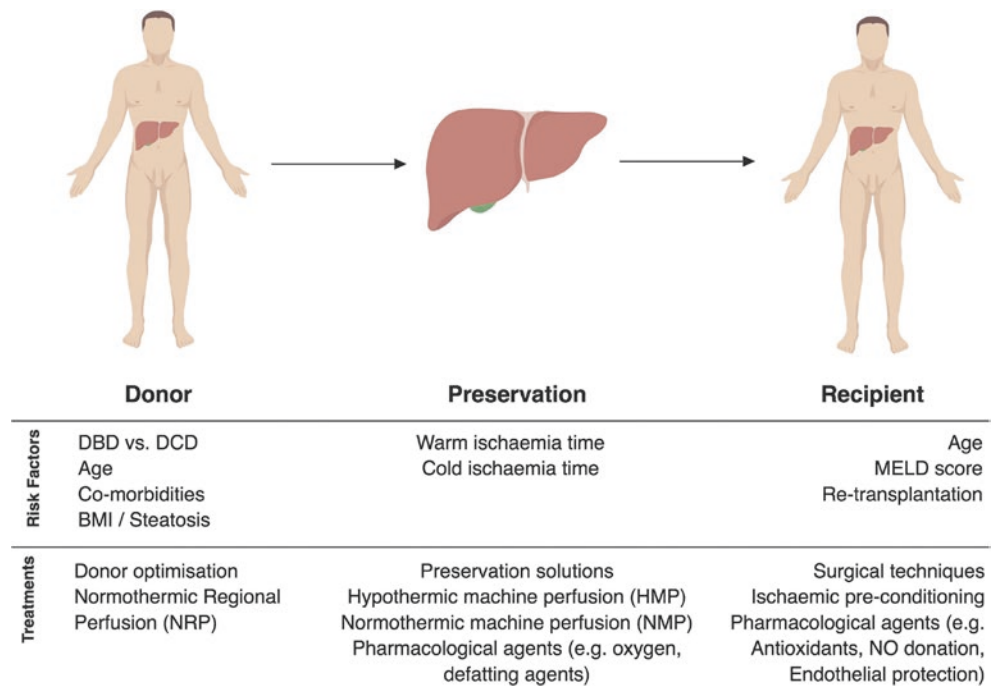 Donor
Preservation
Recipient
Risk Factors
DBD vs. DCD
Age
Co-morbidities
BMI / Steatosis
Warm ischaemia time
Cold ischaemia time
Age
MELD score
Re-transplantation
Treatments
Donor optimisation
Normothermic Regional
Perfusion (NRP)
Preservation solutions
Hypothermic machine perfusion (HMP)
Normothermic machine perfusion (NMP)
Pharmacological agents (e.g. oxygen,
defatting agents)
Surgical techniques
Ischaemic pre-conditioning
Pharmacological agents (e.g.
Antioxidants, NO donation,
Endothelial protection)